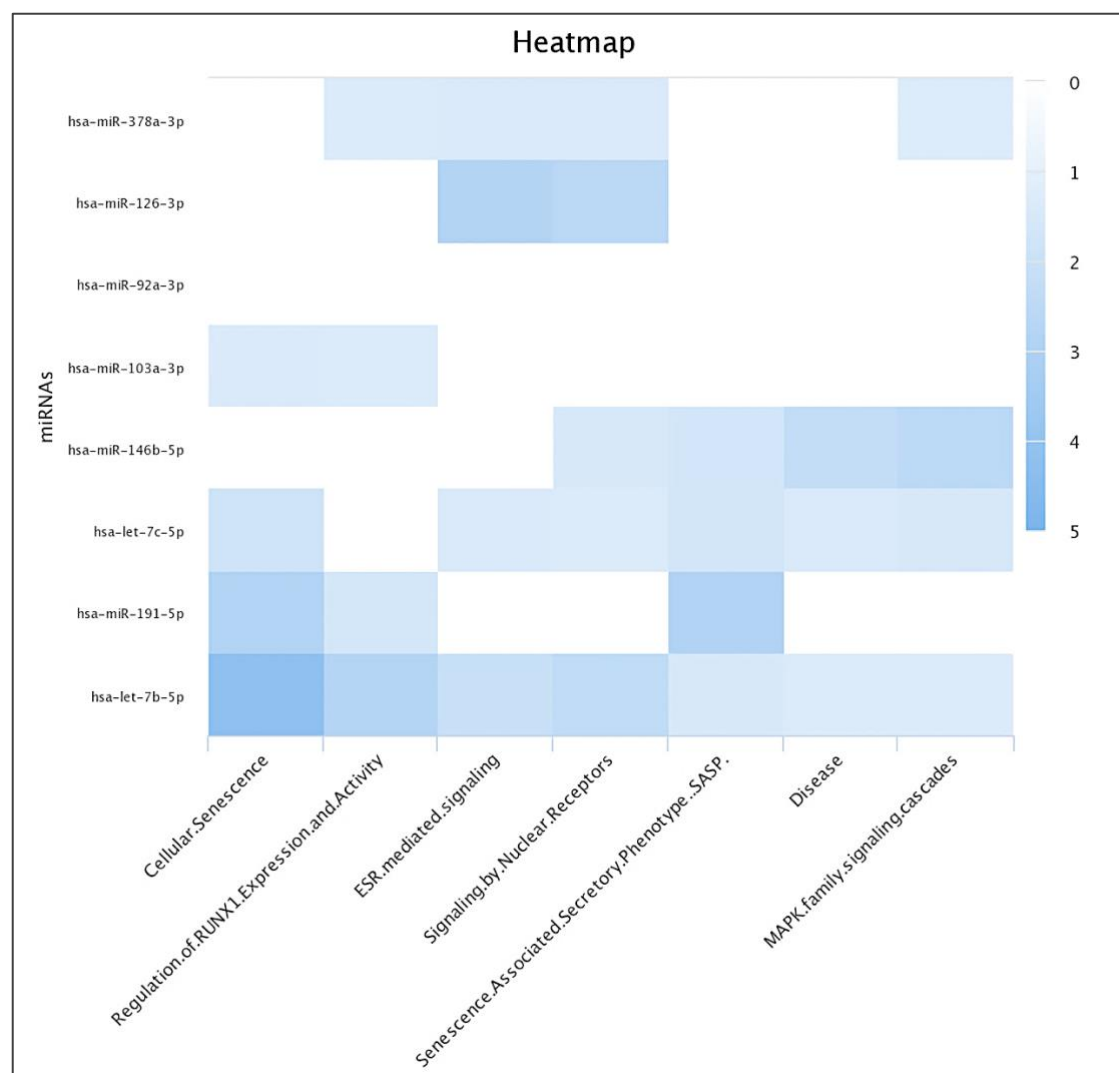 Heatmap
hsa-miR-378a-3p
hsa-miR-126-3p
hsa-miR-92a-3p
hsa-miR-103a-3p
hsa-miR-146b-5p
hsa-let-7c-5p
hsa-miR-191-5p
hsa-let-7b-5p
miRNAs
0
1
2
3
4
5
Cellular.Senescence
Regulation.of.RUNX1.Expression.and.Activity
ESR.mediated.signaling
Signaling.by.Nuclear.Receptors
Senescence.Associated.Secretory.Phenotype..SASP.
Disease
MAPK.family.signaling.cascades